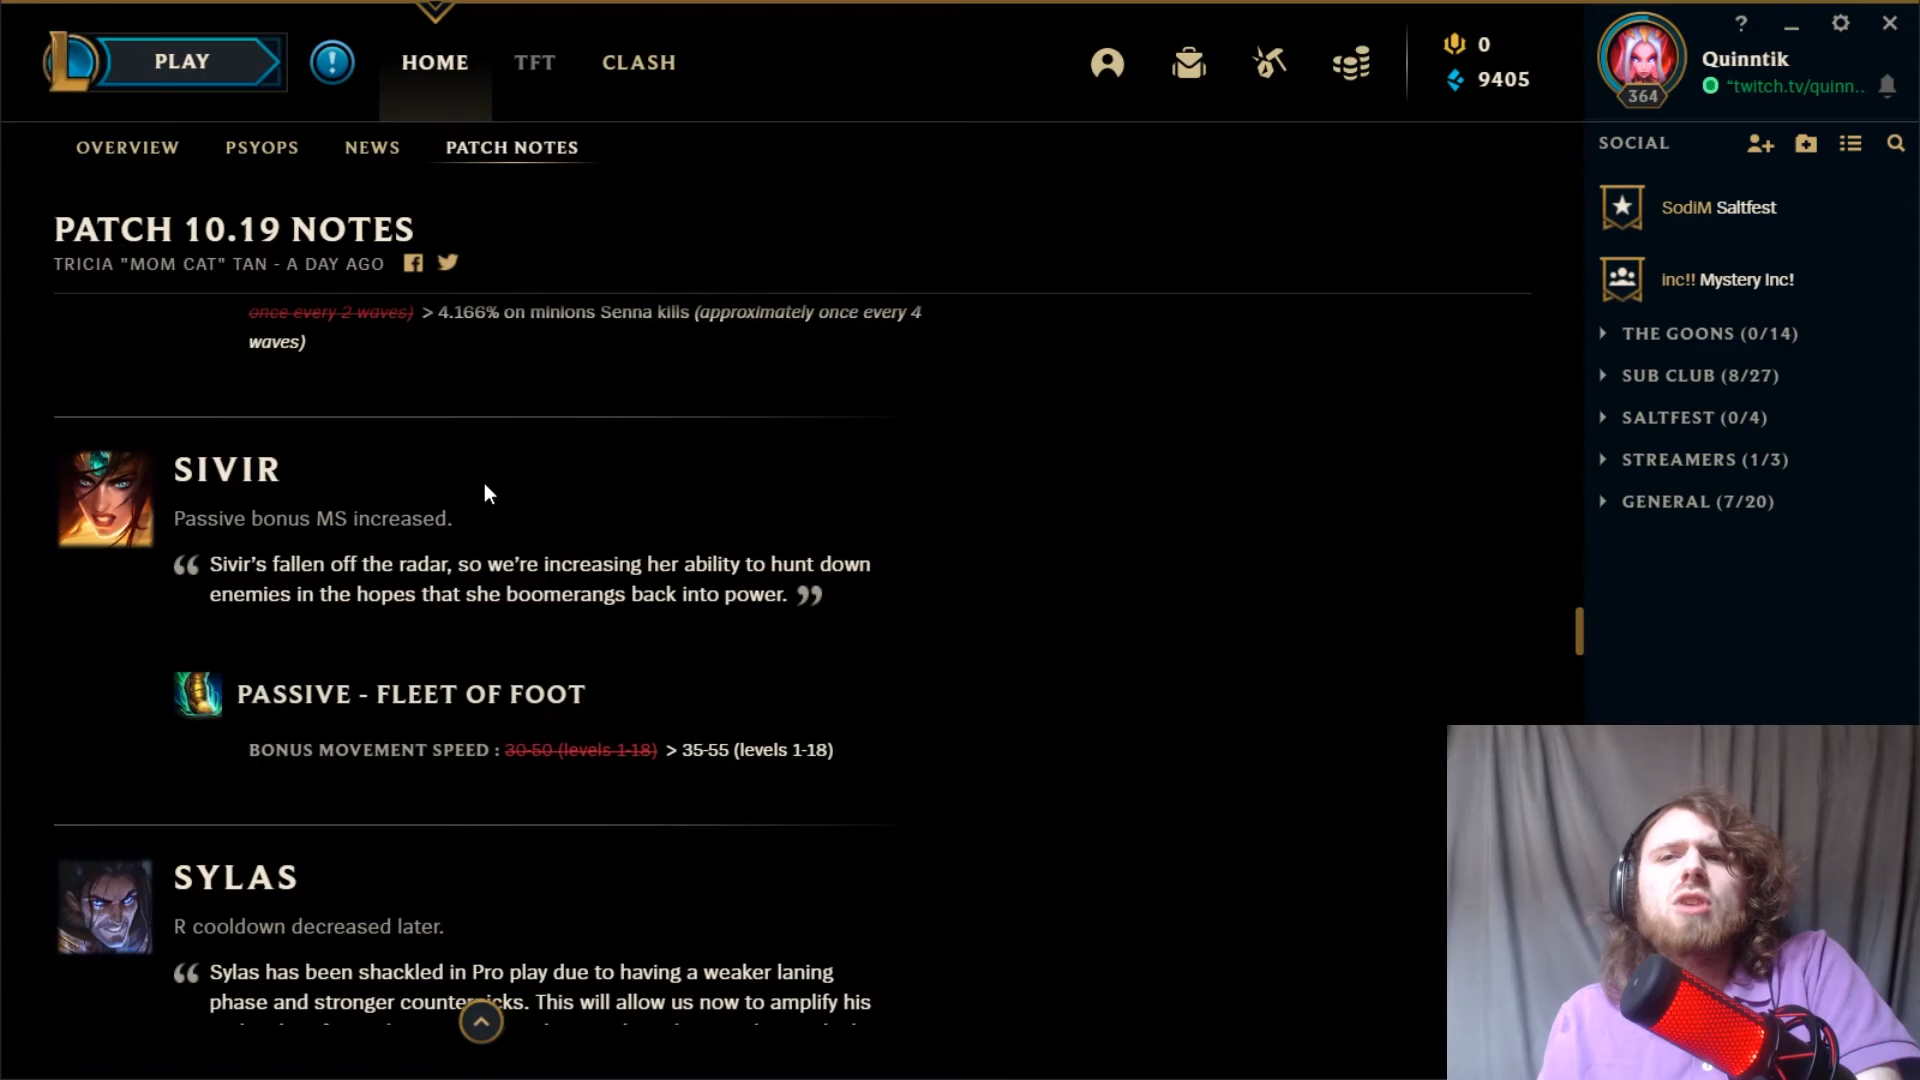 PLAY
HOME
TFT
CLASH
0
9405
?
Quinntik
"twitch.tv/quinn..
364
OVERVIEW
PSYOPS
NEWS
PATCH NOTES
SOCIAL
PATCH 10.19 NOTES
TRICIA "MOM CAT" TAN - A DAY AGO
SodiM Saltfest
inc!! Mystery Inc!
THE GOONS (0/14)
SUB CLUB (8/27)
SALTFEST (0/4)
STREAMERS (1/3)
GENERAL (7/20)
once every 2 waves) > 4.166% on minions Senna kills (approximately once every 4
waves)
SIVIR
Passive bonus MS increased.
“ Sivir’s fallen off the radar, so we’re increasing her ability to hunt down
enemies in the hopes that she boomerangs back into power. ”
PASSIVE - FLEET OF FOOT
BONUS MOVEMENT SPEED : 30-50 (levels 1-18) > 35-55 (levels 1-18)
SYLAS
R cooldown decreased later.
“ Sylas has been shackled in Pro play due to having a weaker laning
phase and stronger counterpicks. This will allow us now to amplify his